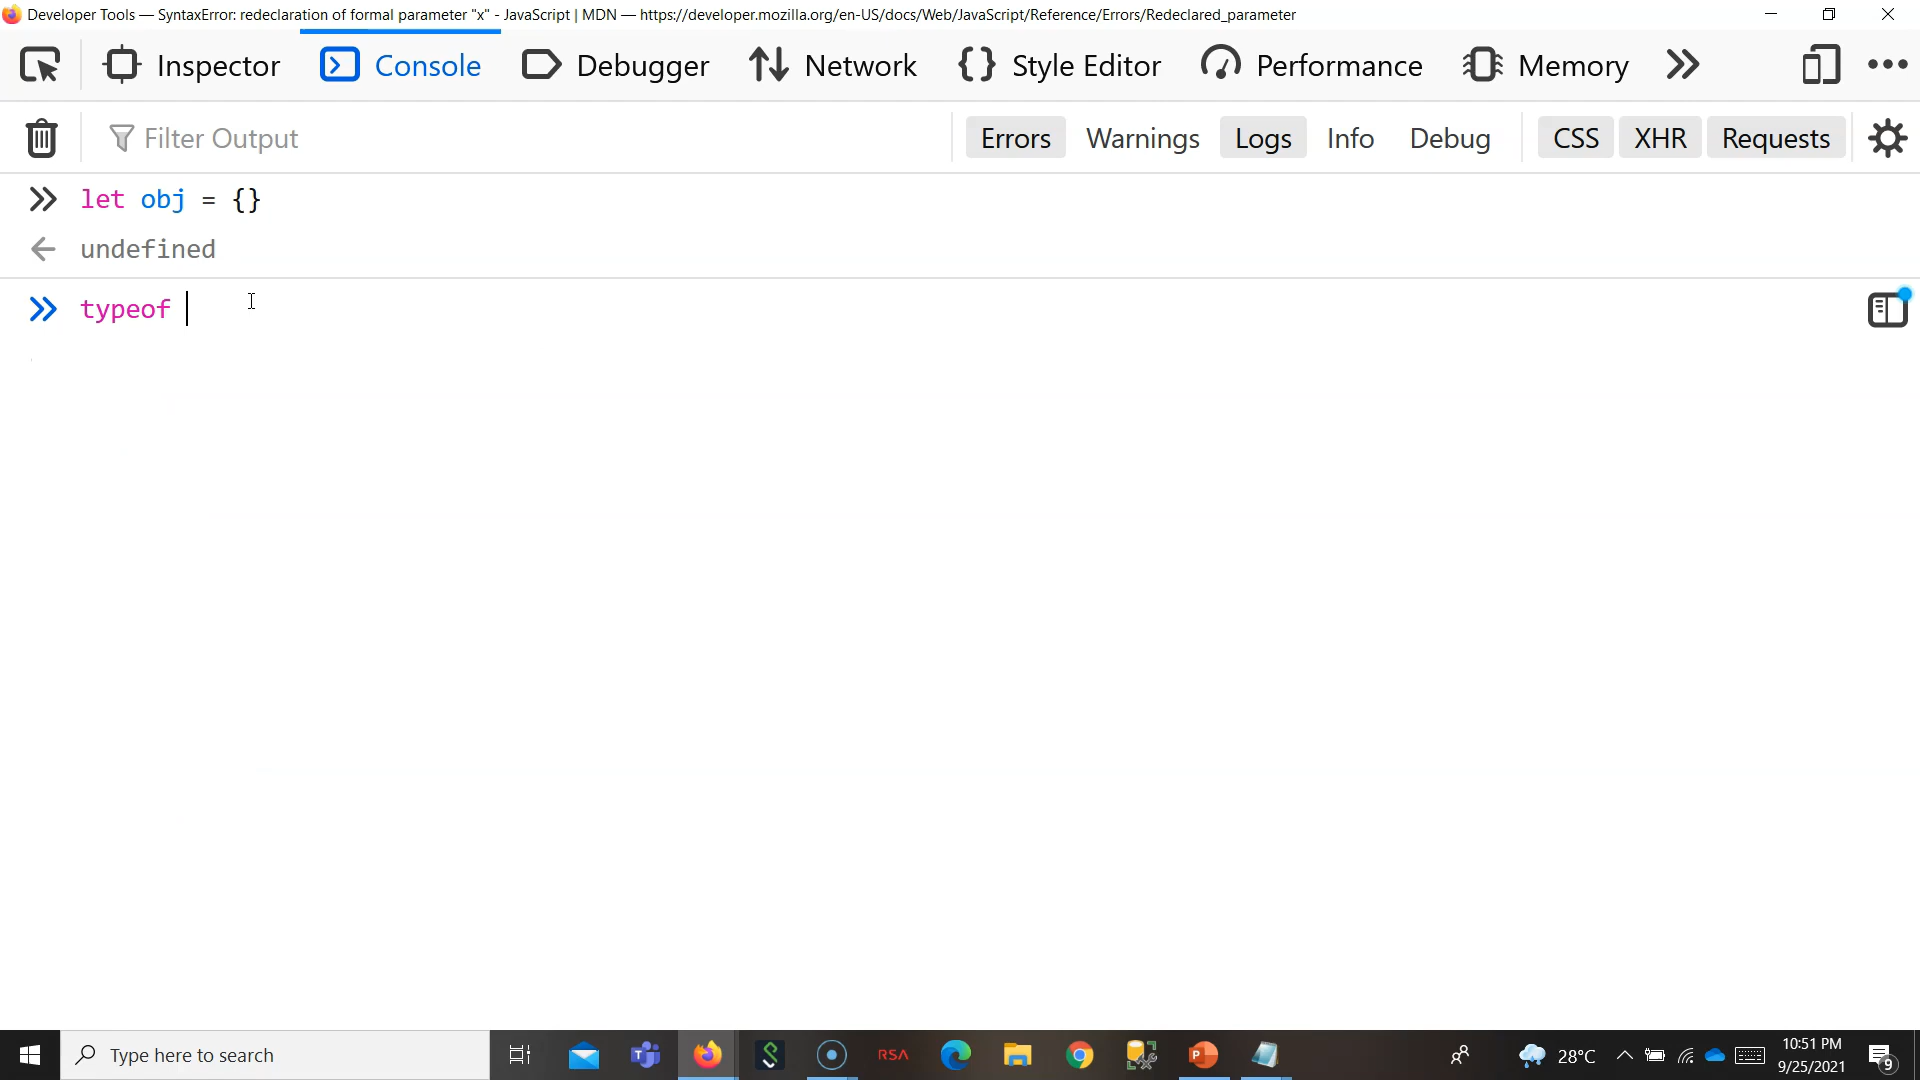 Developer Tools — SyntaxError: redeclaration of formal parameter "x" - JavaScript | MDN — https://developer.mozilla.org/en-US/docs/Web/JavaScript/Reference/Errors/Redeclared_parameter
Inspector Console Debugger Network {} Style Editor Performance Memory
Filter Output Errors Warnings Logs Info Debug CSS XHR Requests
let obj = {}
undefined
typeof
Type here to search RSA 28°C 10:51 PM
9/25/2021 9